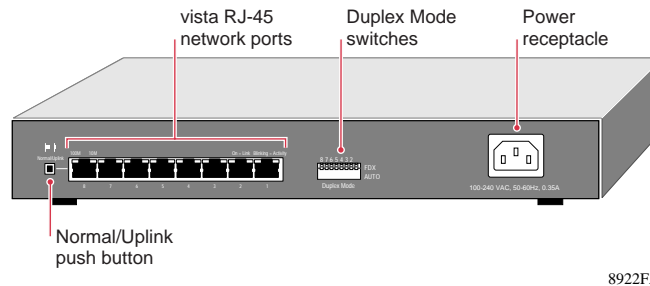 vista RJ-45
network ports
Duplex Mode
switches
Power
receptacle
Normal/Uplink
100M 10M
On = Link Blinking = Activity
8 7 6 5 4 3 2 1
8 7 6 5 4 3 2
FDX
AUTO
Duplex Mode
100-240 VAC, 50-60Hz, 0.35A
Normal/Uplink
push button